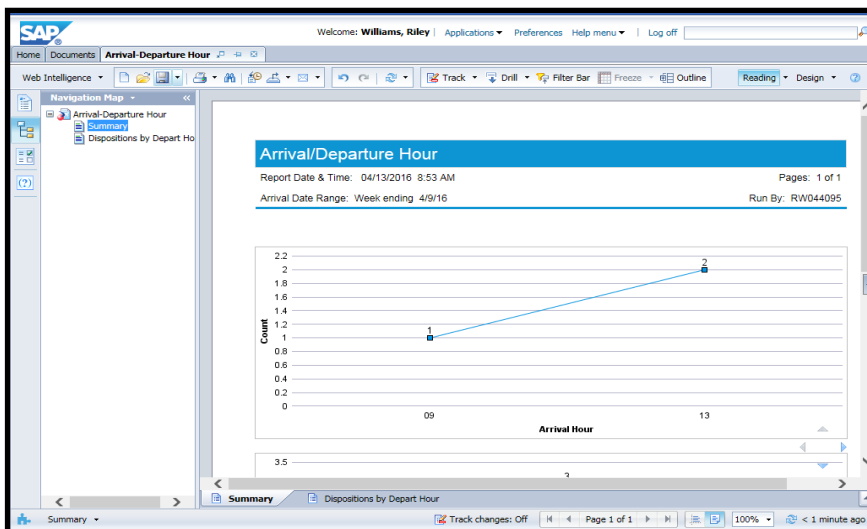 SAP
Welcome: Williams, Riley | Applications Preferences Help menu | Log off
Home Documents Arrival-Departure Hour
Web Intelligence Track Drill Filter Bar Freeze Outline Reading Design
Navigation Map
Arrival-Departure Hour
Summary
Dispositions by Depart Ho
Arrival/Departure Hour
Report Date & Time: 04/13/2016 8:53 AM Pages: 1 of 1
Arrival Date Range: Week ending 4/9/16 Run By: RW044095
2.2
2
1.8
1.6
1.4
1.2
1
0.8
0.6
0.4
0.2
0
Count
1
2
09 13
Arrival Hour
3.5
3
Summary Dispositions by Depart Hour
Summary Track changes: Off Page 1 of 1 100% < 1 minute ago